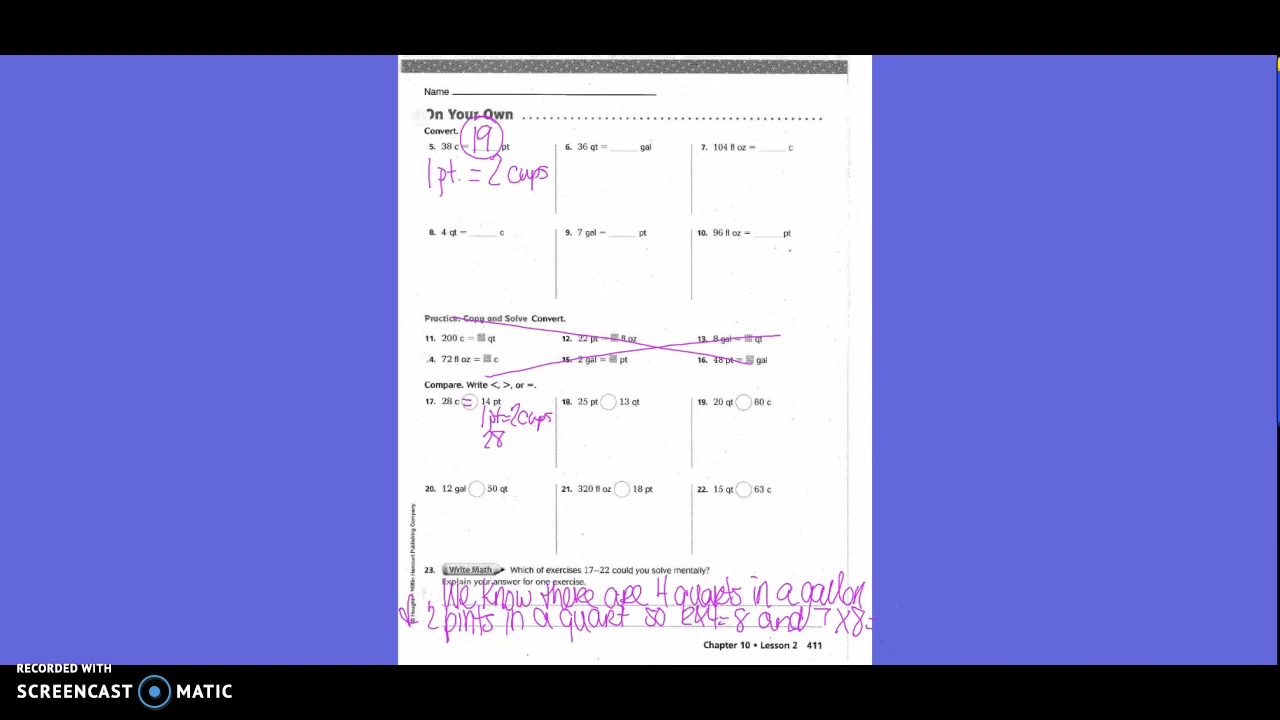 Name
On Your Own
Convert.
5. 38 c = 19 pt
6. 36 qt = gal
7. 104 fl oz = c
1 pt. = 2 cups
8. 4 qt = c
9. 7 gal = pt
10. 96 fl oz = pt
Practice: Copy and Solve Convert.
11. 200 c = qt
12. 22 pt = fl oz
13. 8 gal = qt
4. 72 fl oz = c
15. 2 gal = pt
16. 48 pt = gal
Compare. Write <, >, or =.
17. 28 c = 14 pt
18. 25 pt 13 qt
19. 20 qt 80 c
1 pt = 2 cups
28
20. 12 gal 50 qt
21. 320 fl oz 18 pt
22. 15 qt 63 c
23. Write Math Which of exercises 17–22 could you solve mentally?
Explain your answer for one exercise.
We know there are 4 quarts in a gallon
& 2 pints in a quart so 2x4=8 and 7x8=
© Houghton Mifflin Harcourt Publishing Company
Chapter 10 • Lesson 2 411
RECORDED WITH
SCREENCAST MATIC